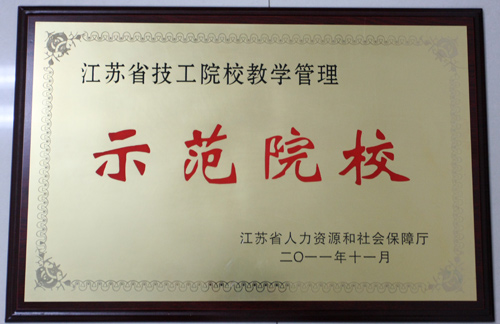 江苏省技工院校教学管理
示范院校
江苏省人力资源和社会保障厅
二〇一一年十一月